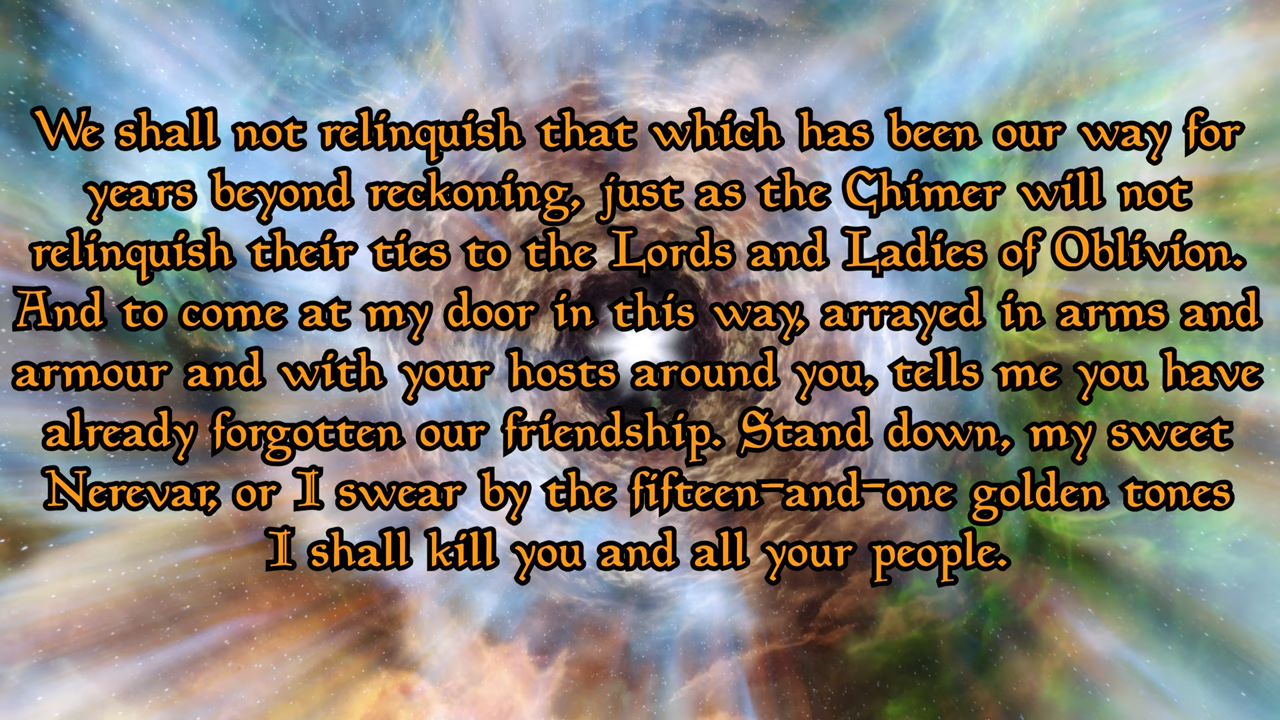 We shall not relinquish that which has been our way for
years beyond reckoning, just as the Chimer will not
relinquish their ties to the Lords and Ladies of Oblivion.
And to come at my door in this way, arrayed in arms and
armour and with your hosts around you, tells me you have
already forgotten our friendship. Stand down, my sweet
Nerevar, or I swear by the fifteen-and-one golden tones
I shall kill you and all your people.